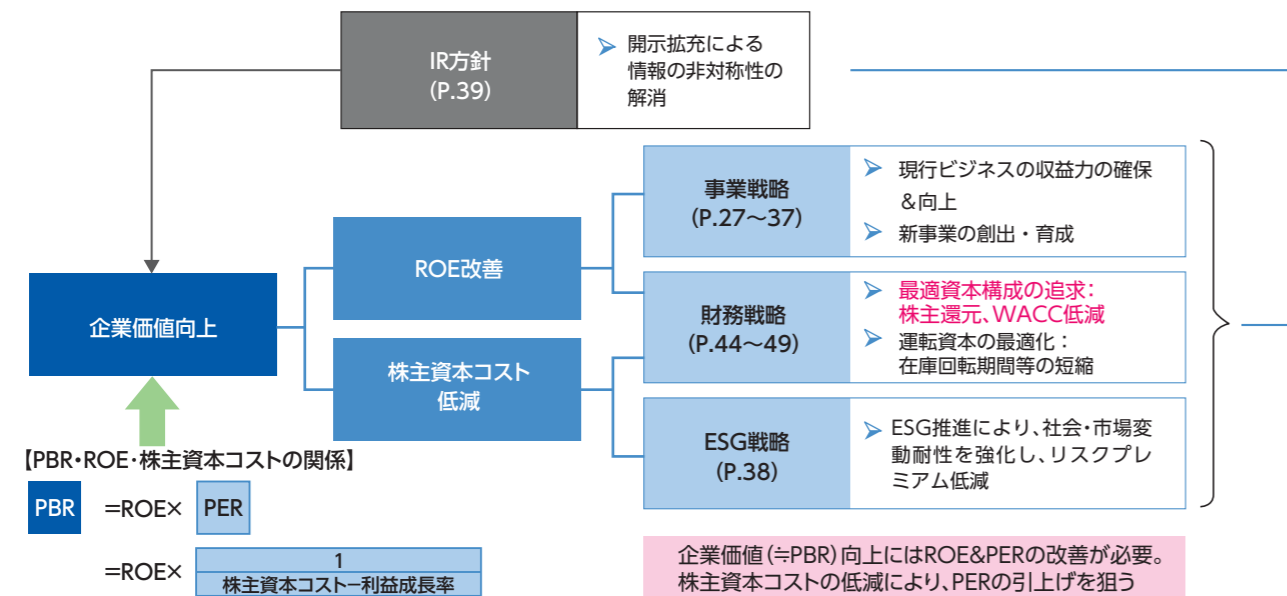 IR方針
(P.39)
➢ 開示拡充による
情報の非対称性の
解消
事業戦略
(P.27～37)
➢ 現行ビジネスの収益力の確保
＆向上
➢ 新事業の創出・育成
ROE改善
企業価値向上
財務戦略
(P.44～49)
➢ 最適資本構成の追求：
株主還元、WACC低減
➢ 運転資本の最適化：
在庫回転期間等の短縮
株主資本コスト
低減
ESG戦略
(P.38)
➢ ESG推進により、社会・市場変
動耐性を強化し、リスクプレ
ミアム低減
【PBR・ROE・株主資本コストの関係】
PBR =ROE× PER
=ROE×
1
株主資本コスト−利益成長率
企業価値（≒PBR）向上にはROE&PERの改善が必要。
株主資本コストの低減により、PERの引上げを狙う